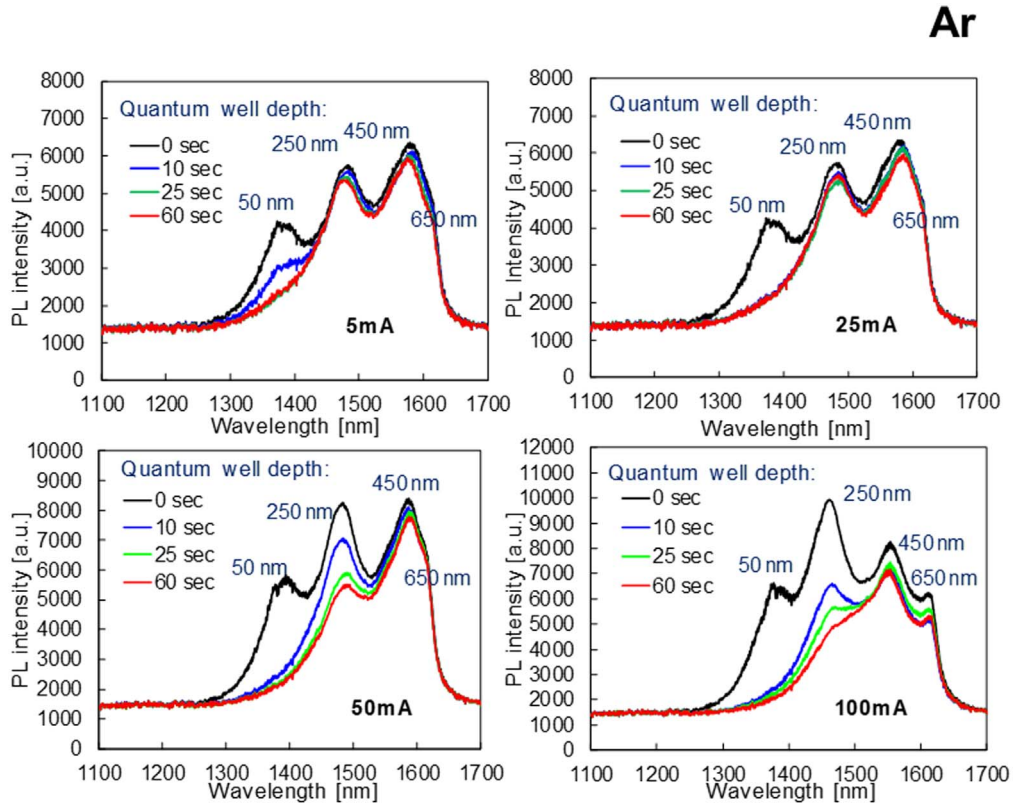 Ar
8000
7000
6000
5000
4000
3000
2000
1000
0
PL intensity [a.u.]
Quantum well depth:
0 sec
10 sec
25 sec
60 sec
50 nm
250 nm
450 nm
650 nm
5mA
1100 1200 1300 1400 1500 1600 1700
Wavelength [nm]
8000
7000
6000
5000
4000
3000
2000
1000
0
PL Intensity [a.u.]
Quantum well depth:
0 sec
10 sec
25 sec
60 sec
50 nm
250 nm
450 nm
650 nm
25mA
1100 1200 1300 1400 1500 1600 1700
Wavelength [nm]
10000
9000
8000
7000
6000
5000
4000
3000
2000
1000
0
PL intensity [a.u.]
Quantum well depth:
0 sec
10 sec
25 sec
60 sec
50 nm
250 nm
450 nm
650 nm
50mA
1100 1200 1300 1400 1500 1600 1700
Wavelength [nm]
12000
11000
10000
9000
8000
7000
6000
5000
4000
3000
2000
1000
0
PL intensity [a.u.]
Quantum well depth:
0 sec
10 sec
25 sec
60 sec
50 nm
250 nm
450 nm
650 nm
100mA
1100 1200 1300 1400 1500 1600 1700
Wavelength [nm]